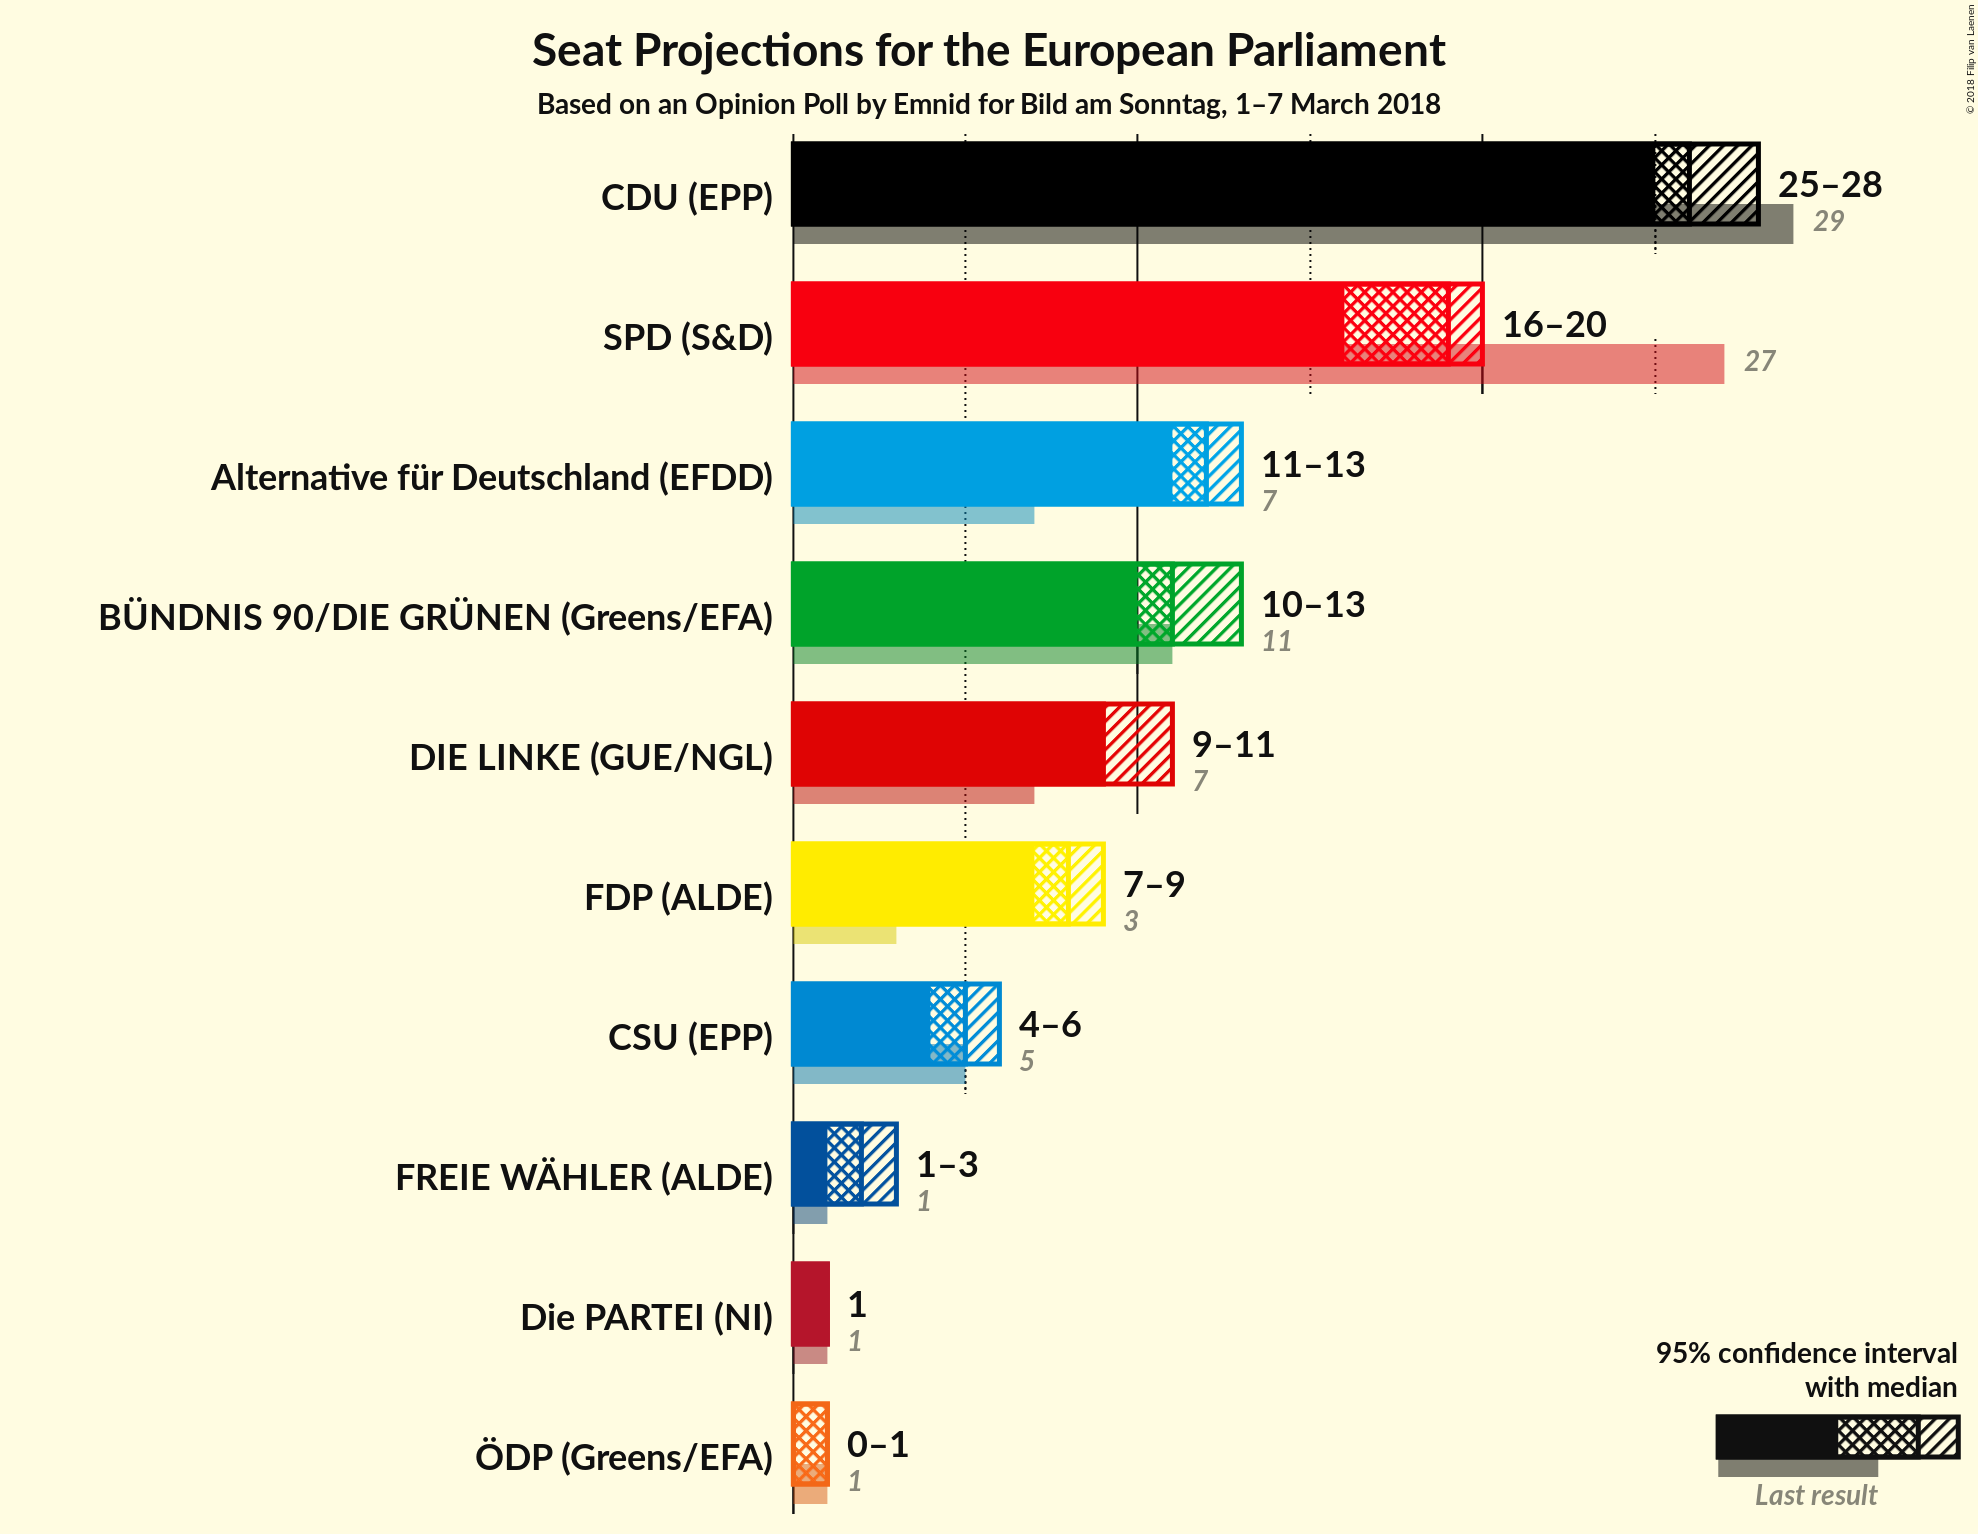 Seat Projections for the European Parliament
Based on an Opinion Poll by Emnid for Bild am Sonntag, 1–7 March 2018
© 2018 Filip van Laenen
CDU (EPP)
25–28
29
SPD (S&D)
16–20
27
Alternative für Deutschland (EFDD)
11–13
7
BÜNDNIS 90/DIE GRÜNEN (Greens/EFA)
10–13
11
DIE LINKE (GUE/NGL)
9–11
7
FDP (ALDE)
7–9
3
CSU (EPP)
4–6
5
FREIE WÄHLER (ALDE)
1–3
1
Die PARTEI (NI)
1
1
ÖDP (Greens/EFA)
0–1
1
95% confidence interval
with median
Last result